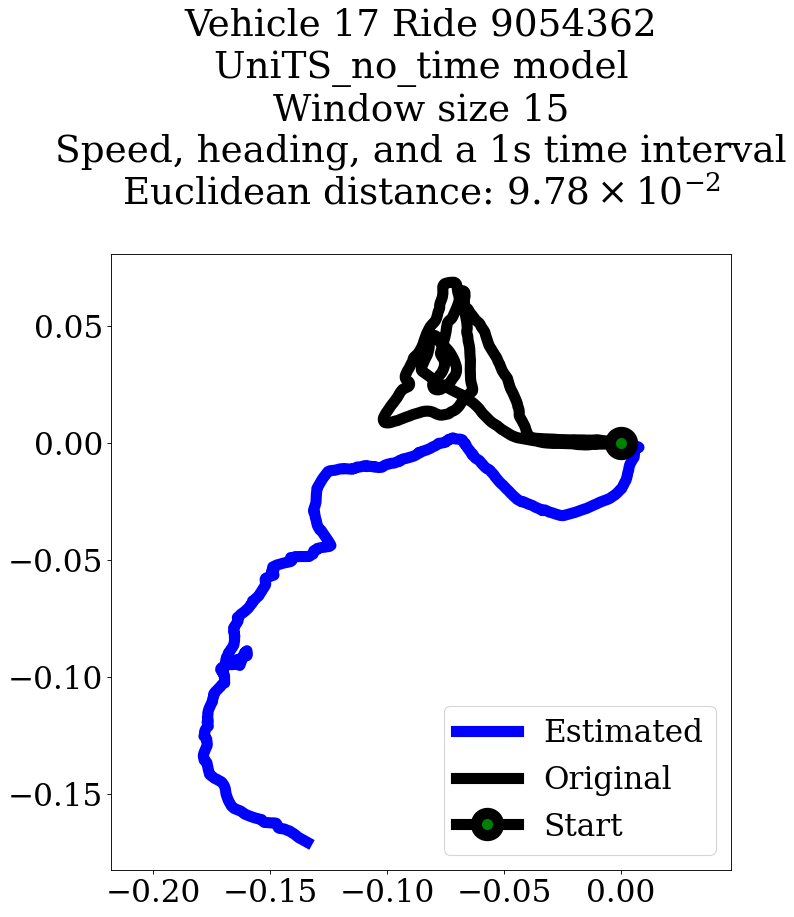 Vehicle 17 Ride 9054362
UniTS_no_time model
Window size 15
Speed, heading, and a 1s time interval
Euclidean distance: 9.78 × 10⁻²
0.05
0.00
−0.05
−0.10
−0.15
Estimated
Original
Start
−0.20 −0.15 −0.10 −0.05 0.00